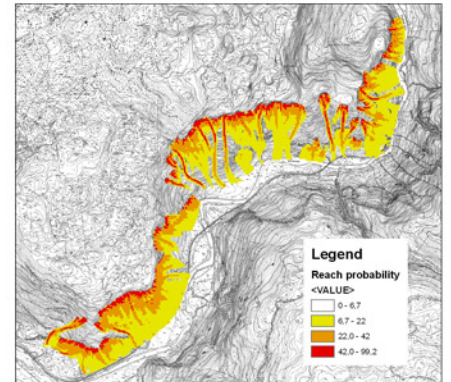 Legend
Reach probability
<VALUE>
0 - 6,7
6,7 - 22
22,0 - 42
42,0 - 99,2